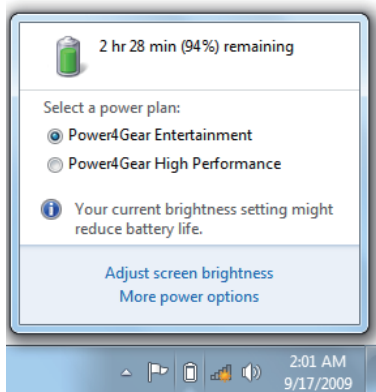 2 hr 28 min (94%) remaining
Select a power plan:
Power4Gear Entertainment
Power4Gear High Performance
Your current brightness setting might
reduce battery life.
Adjust screen brightness
More power options
2:01 AM
9/17/2009